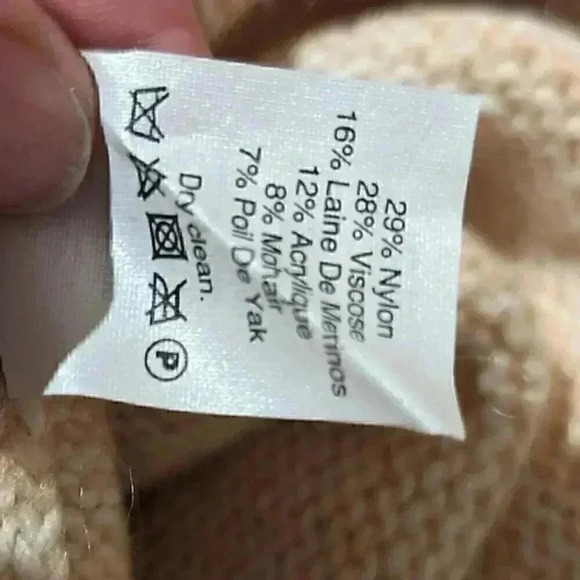 29% Nylon
28% Viscose
16% Laine De Merinos
12% Acrylique
8% Mohair
7% Poil De Yak
Dry clean.
P